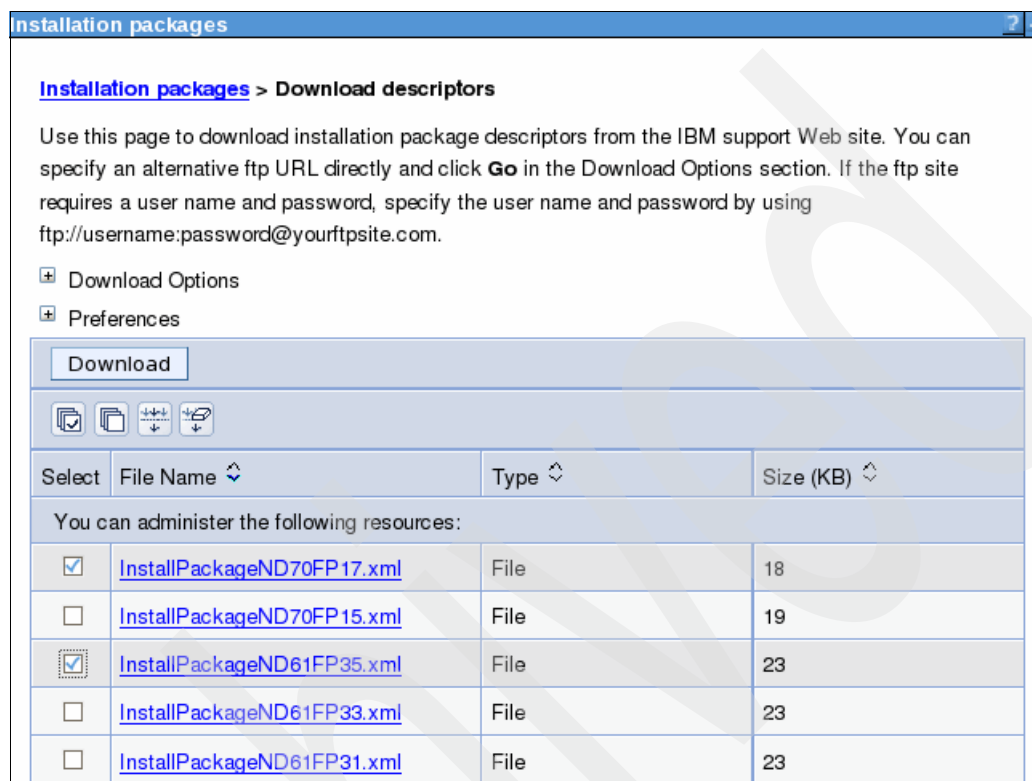 Installation packages ?
Installation packages > Download descriptors
Use this page to download installation package descriptors from the IBM support Web site. You can
specify an alternative ftp URL directly and click Go in the Download Options section. If the ftp site
requires a user name and password, specify the user name and password by using
ftp://username:password@yourftpsite.com.
Download Options
Preferences
Download
Select File Name Type Size (KB)
You can administer the following resources:
InstallPackageND70FP17.xml File 18
InstallPackageND70FP15.xml File 19
InstallPackageND61FP35.xml File 23
InstallPackageND61FP33.xml File 23
InstallPackageND61FP31.xml File 23